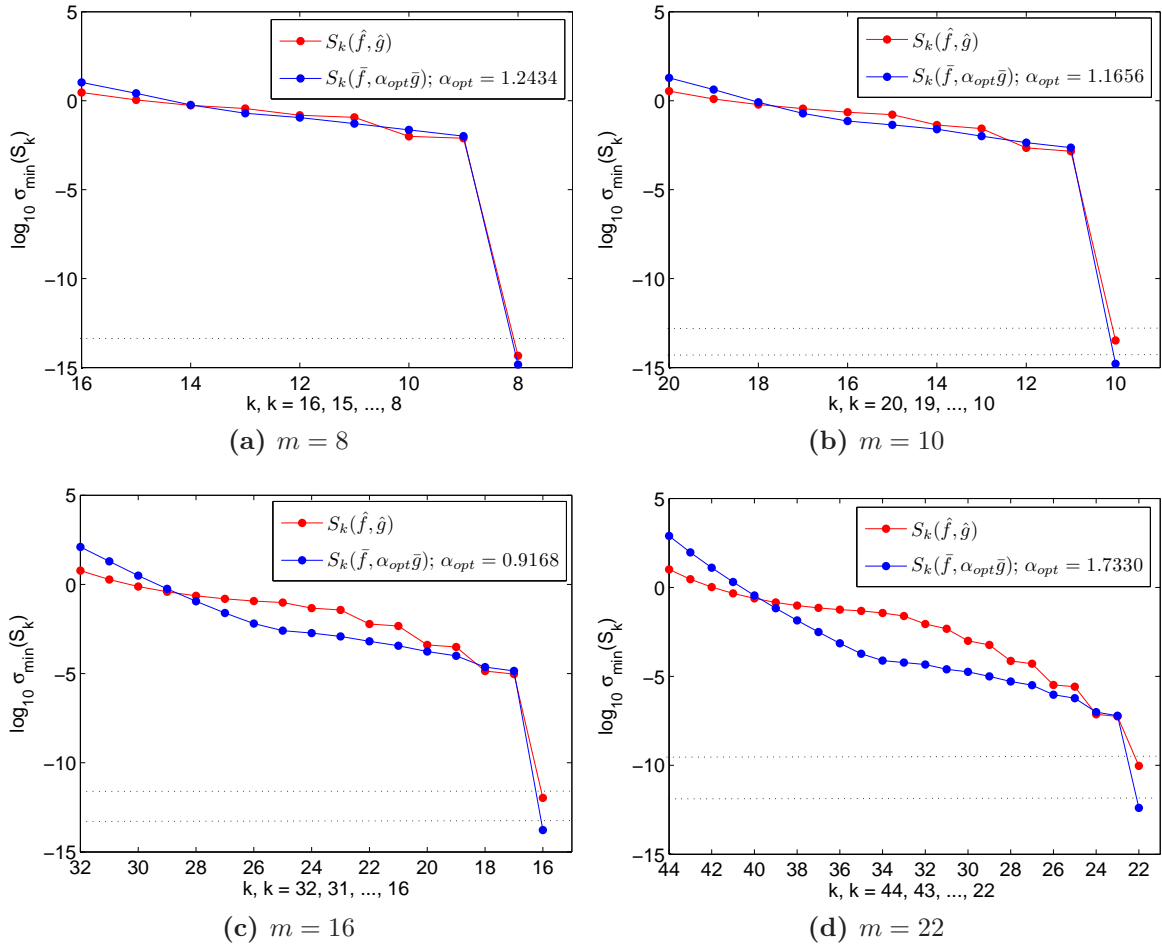 5
0
−5
−10
−15
log₁₀ σₘᵢₙ(Sₖ)
S_k(f̂, ĝ)
S_k(f̄, α_opt ḡ); α_opt = 1.2434
16 14 12 10 8
k, k = 16, 15, ..., 8
(a) m = 8
5
0
−5
−10
−15
log₁₀ σₘᵢₙ(Sₖ)
S_k(f̂, ĝ)
S_k(f̄, α_opt ḡ); α_opt = 1.1656
20 18 16 14 12 10
k, k = 20, 19, ..., 10
(b) m = 10
5
0
−5
−10
−15
log₁₀ σₘᵢₙ(Sₖ)
S_k(f̂, ĝ)
S_k(f̄, α_opt ḡ); α_opt = 0.9168
32 30 28 26 24 22 20 18 16
k, k = 32, 31, ..., 16
(c) m = 16
5
0
−5
−10
−15
log₁₀ σₘᵢₙ(Sₖ)
S_k(f̂, ĝ)
S_k(f̄, α_opt ḡ); α_opt = 1.7330
44 42 40 38 36 34 32 30 28 26 24 22
k, k = 44, 43, ..., 22
(d) m = 22